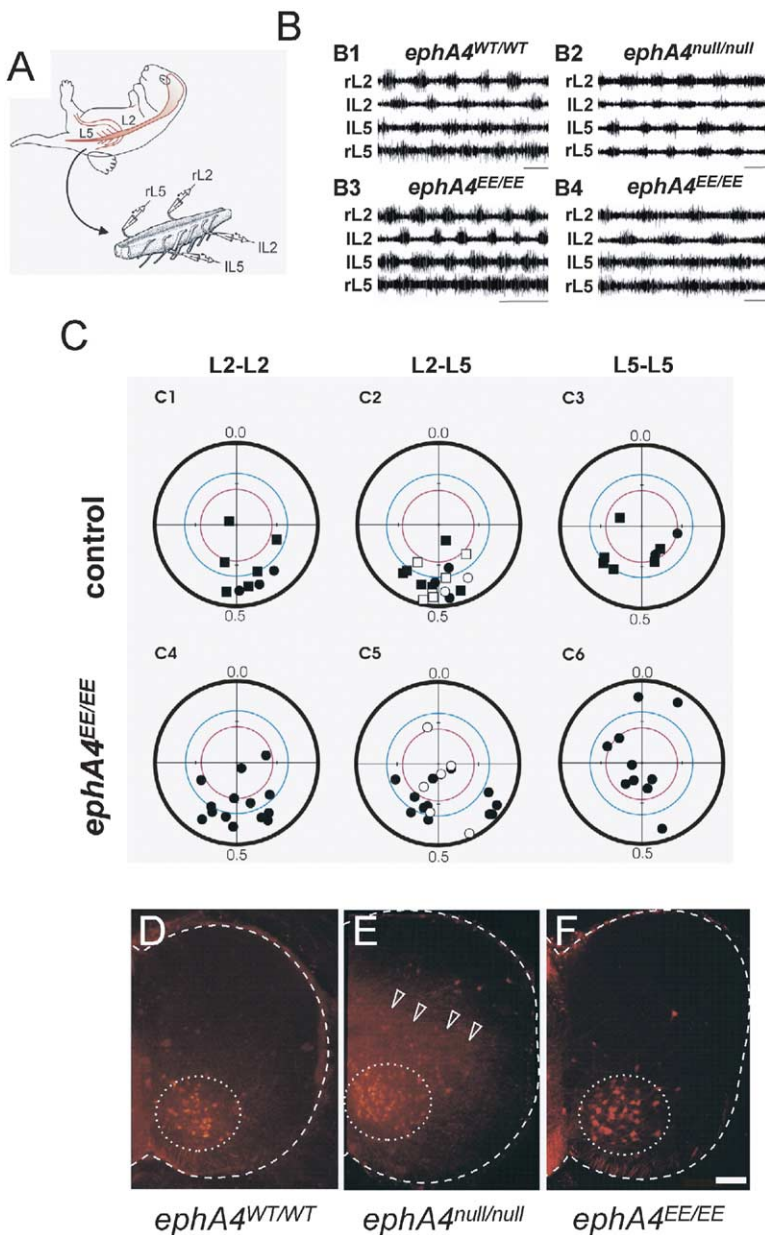 A
L5
L2
rL5
rL2
lL2
lL5
B
B1 ephA4WT/WT
rL2
lL2
lL5
rL5
B2 ephA4null/null
rL2
lL2
lL5
rL5
B3 ephA4EE/EE
rL2
lL2
lL5
rL5
B4 ephA4EE/EE
rL2
lL2
lL5
rL5
C
L2-L2 L2-L5 L5-L5
control
C1
0.0
0.5
C2
0.0
0.5
C3
0.0
0.5
ephA4EE/EE
C4
0.0
0.5
C5
0.0
0.5
C6
0.0
0.5
D E F
ephA4WT/WT ephA4null/null ephA4EE/EE